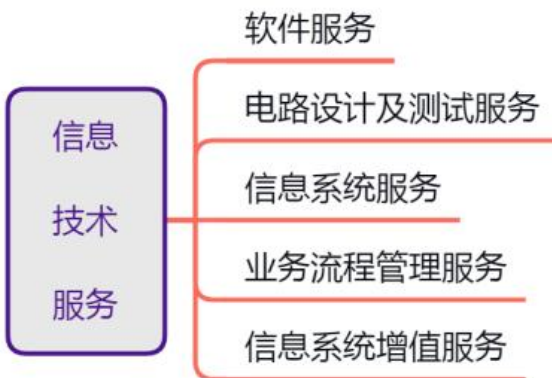 信息
技术
服务
软件服务
电路设计及测试服务
信息系统服务
业务流程管理服务
信息系统增值服务